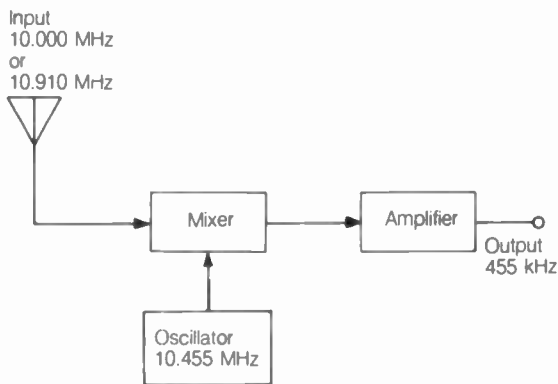 Input
10.000 MHz
or
10.910 MHz
Mixer
Amplifier
Output
455 kHz
Oscillator
10.455 MHz